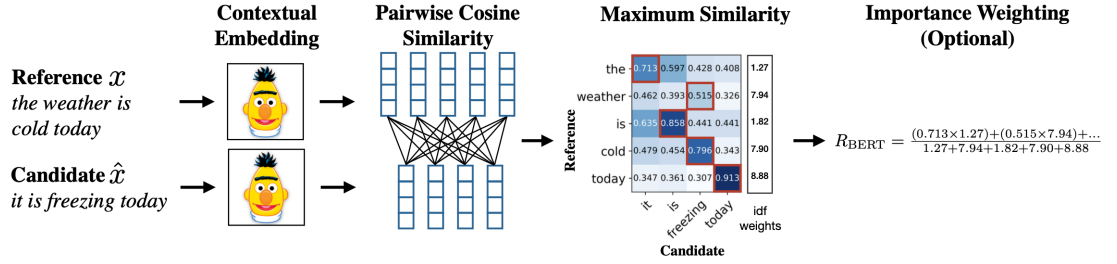 Contextual
Embedding
Pairwise Cosine
Similarity
Maximum Similarity
Importance Weighting
(Optional)
Reference x
the weather is
cold today
Candidate x̂
it is freezing today
Reference
the 0.713 0.597 0.428 0.408 1.27
weather 0.462 0.393 0.515 0.326 7.94
is 0.635 0.858 0.441 0.441 1.82
cold 0.479 0.454 0.796 0.343 7.90
today 0.347 0.361 0.307 0.913 8.88
it is freezing today
Candidate
idf
weights
R_BERT = (0.713×1.27)+(0.515×7.94)+...
1.27+7.94+1.82+7.90+8.88